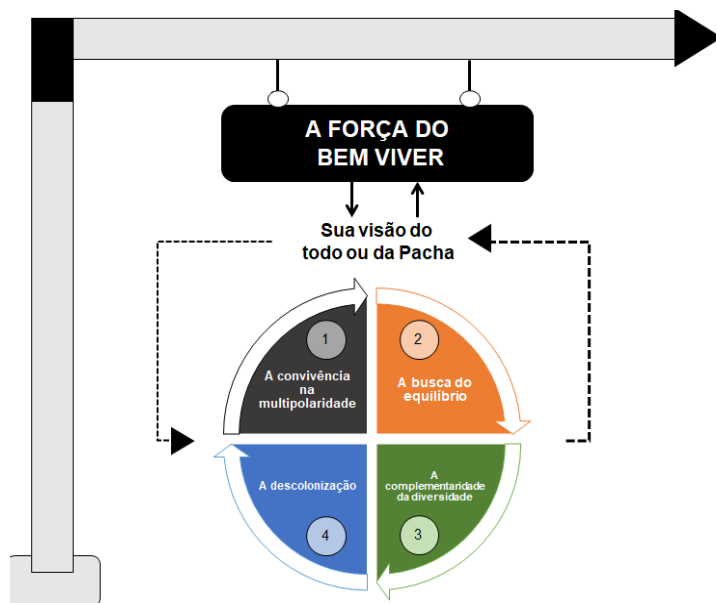 A FORÇA DO
BEM VIVER
Sua visão do
todo ou da Pacha
1
A convivência
na
multipolaridade
2
A busca do
equilíbrio
A
complementaridade
da diversidade
3
A descolonização
4